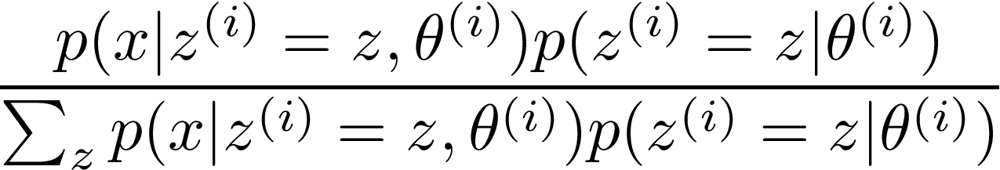 p(x|z^{(i)} = z, θ^{(i)})p(z^{(i)} = z|θ^{(i)})
∑_z p(x|z^{(i)} = z, θ^{(i)})p(z^{(i)} = z|θ^{(i)})